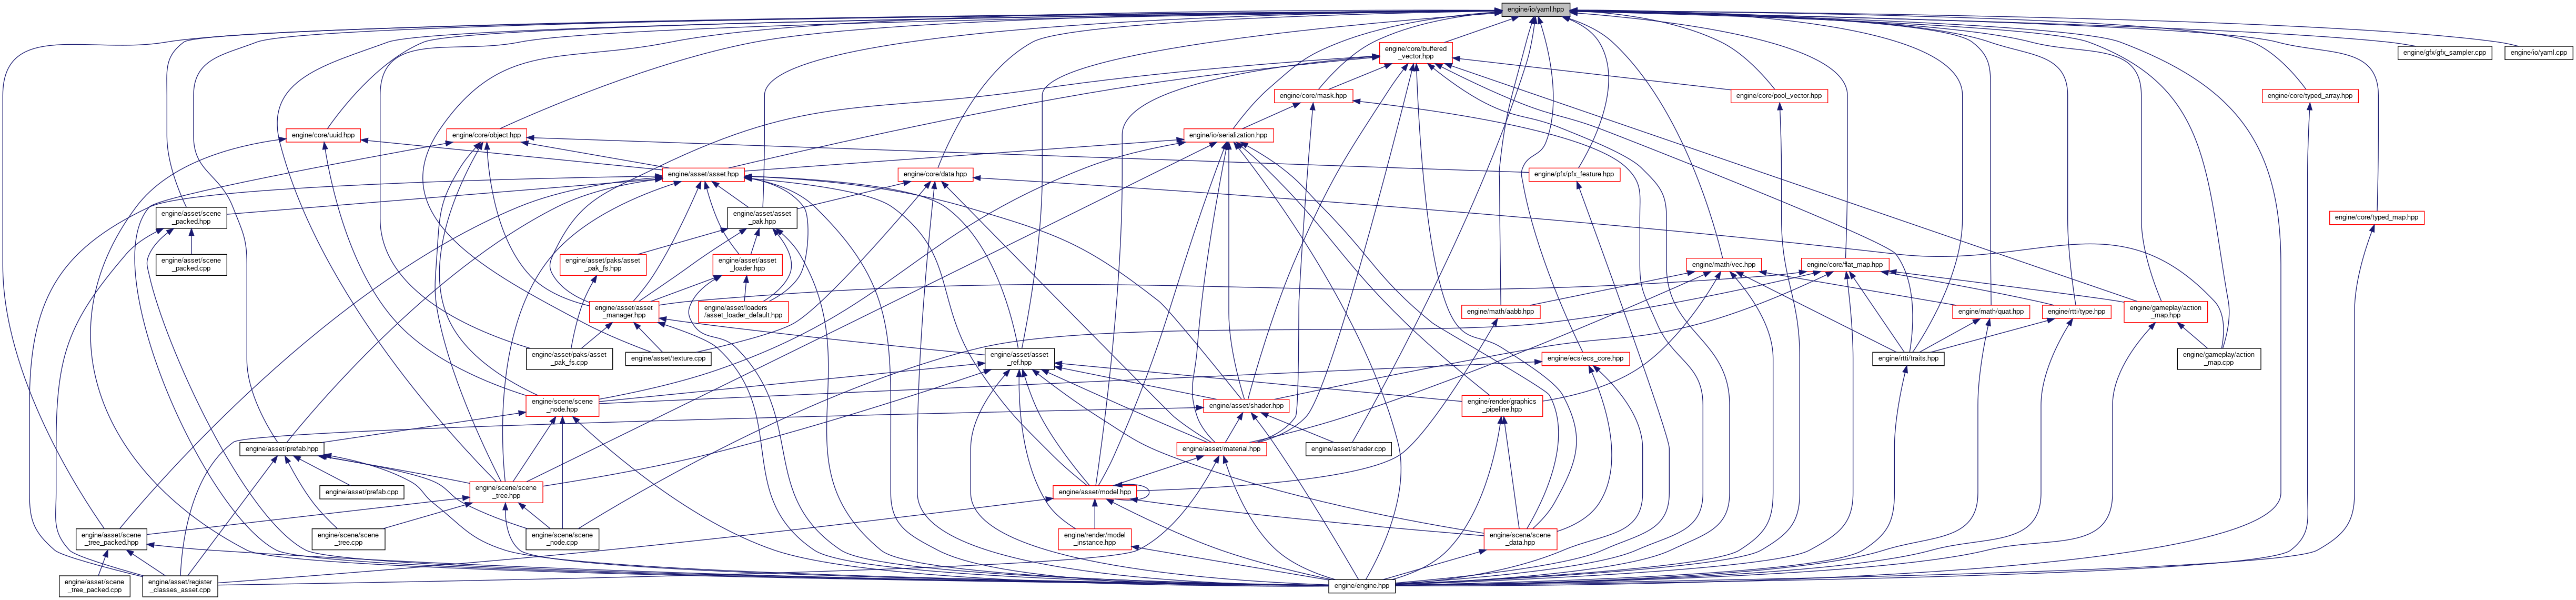 engine/io/yaml.hpp
engine/core/buffered
_vector.hpp
engine/gfx/gfx_sampler.cpp
engine/io/yaml.cpp
engine/core/mask.hpp
engine/core/pool_vector.hpp
engine/core/typed_array.hpp
engine/core/uuid.hpp
engine/core/object.hpp
engine/io/serialization.hpp
engine/asset/asset.hpp
engine/core/data.hpp
engine/pfx/pfx_feature.hpp
engine/asset/scene
_packed.hpp
engine/asset/asset
_pak.hpp
engine/core/typed_map.hpp
engine/asset/scene
_packed.cpp
engine/asset/paks/asset
_pak_fs.hpp
engine/asset/asset
_loader.hpp
engine/math/vec.hpp
engine/core/flat_map.hpp
engine/asset/asset
_manager.hpp
engine/asset/loaders
/asset_loader_default.hpp
engine/math/aabb.hpp
engine/math/quat.hpp
engine/rtti/type.hpp
engine/gameplay/action
_map.hpp
engine/asset/paks/asset
_pak_fs.cpp
engine/asset/texture.cpp
engine/asset/asset
_ref.hpp
engine/ecs/ecs_core.hpp
engine/rtti/traits.hpp
engine/gameplay/action
_map.cpp
engine/scene/scene
_node.hpp
engine/asset/shader.hpp
engine/render/graphics
_pipeline.hpp
engine/asset/prefab.hpp
engine/asset/material.hpp
engine/asset/shader.cpp
engine/asset/prefab.cpp
engine/scene/scene
_tree.hpp
engine/asset/model.hpp
engine/asset/scene
_tree_packed.hpp
engine/scene/scene
_tree.cpp
engine/scene/scene
_node.cpp
engine/render/model
_instance.hpp
engine/scene/scene
_data.hpp
engine/asset/scene
_tree_packed.cpp
engine/asset/register
_classes_asset.cpp
engine/engine.hpp